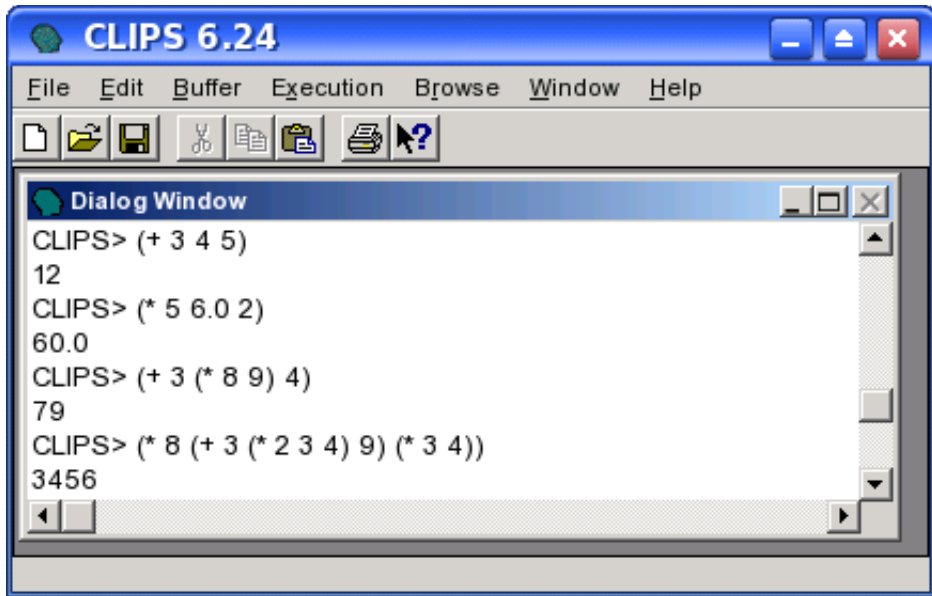 CLIPS 6.24
File Edit Buffer Execution Browse Window Help
Dialog Window
CLIPS> (+ 3 4 5)
12
CLIPS> (* 5 6.0 2)
60.0
CLIPS> (+ 3 (* 8 9) 4)
79
CLIPS> (* 8 (+ 3 (* 2 3 4) 9) (* 3 4))
3456